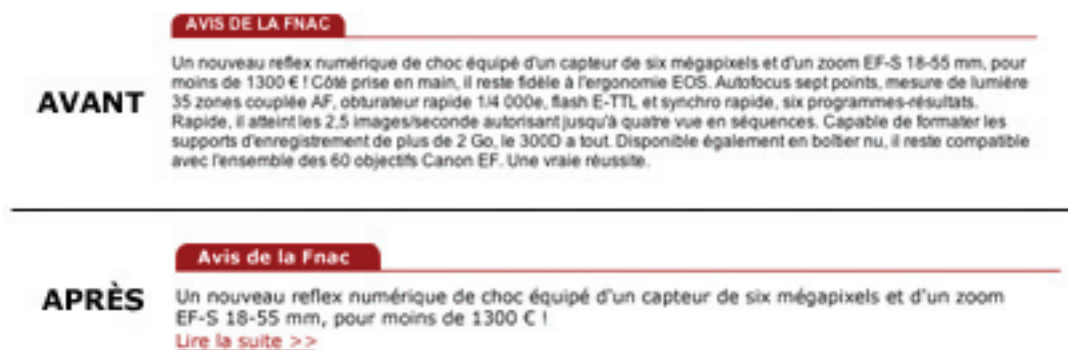 AVIS DE LA FNAC
Un nouveau reflex numérique de choc équipé d'un capteur de six mégapixels et d'un zoom EF-S 18-55 mm, pour
moins de 1300 € ! Côté prise en main, il reste fidèle à l'ergonomie EOS. Autofocus sept points, mesure de lumière
AVANT
35 zones couplée AF, obturateur rapide 1/4 000e, flash E-TTL et synchro rapide, six programmes-résultats.
Rapide, il atteint les 2,5 images/seconde autorisant jusqu'à quatre vue en séquences. Capable de formater les
supports d'enregistrement de plus de 2 Go, le 300D a tout. Disponible également en boîtier nu, il reste compatible
avec l'ensemble des 60 objectifs Canon EF. Une vraie réussite.
Avis de la Fnac
APRÈS
Un nouveau reflex numérique de choc équipé d'un capteur de six mégapixels et d'un zoom
EF-S 18-55 mm, pour moins de 1300 € !
Lire la suite >>